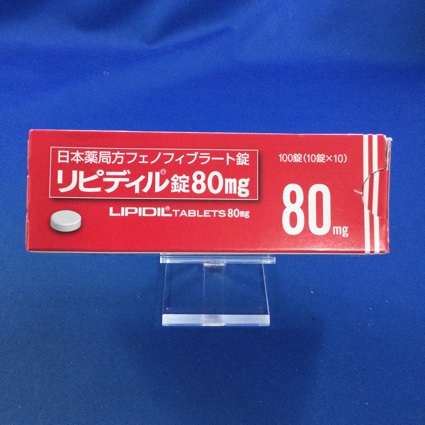 日本薬局方フェノフィブラート錠
100錠(10錠×10)
リピディル®錠80mg
LIPIDIL® TABLETS 80mg
80mg